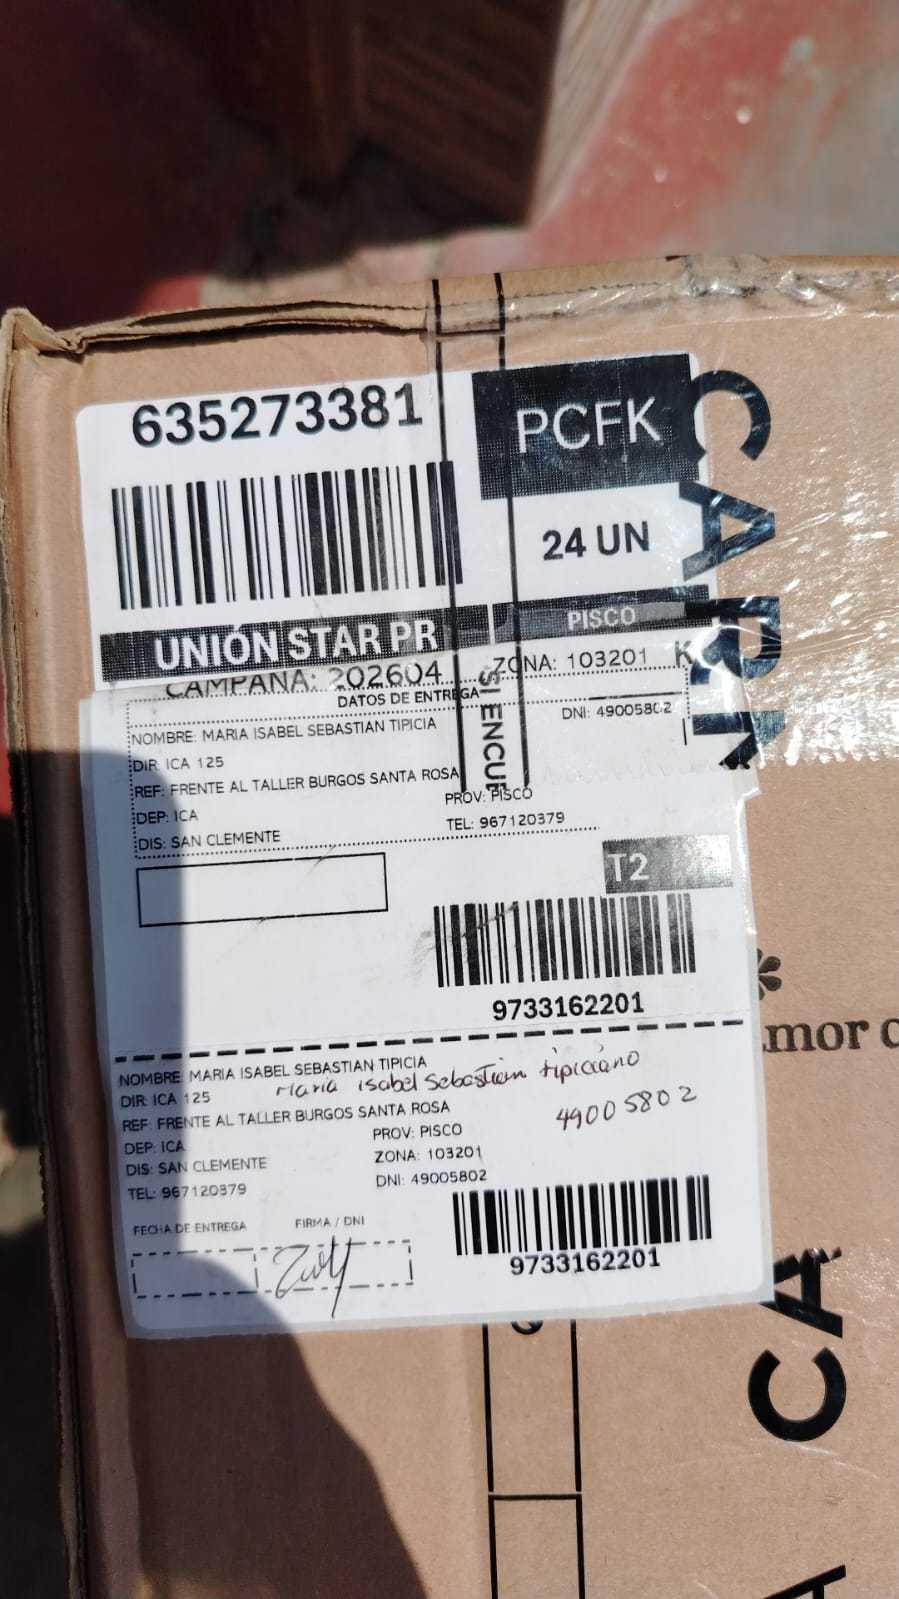 635273381
PCFK
24 UN
UNIÓN STAR PR
PISCO
CAMPAÑA: 202604
ZONA: 103201
K
DATOS DE ENTREGA
NOMBRE: MARIA ISABEL SEBASTIAN TIPICIA
DNI: 49005802
DIR: ICA 125
REF: FRENTE AL TALLER BURGOS SANTA ROSA
DEP: ICA
PROV: PISCO
DIS: SAN CLEMENTE
TEL: 967120379
SI ENCU
T2
9733162201
NOMBRE: MARIA ISABEL SEBASTIAN TIPICIA
Maria isabel Sebastian tipiciano
DIR: ICA 125
49005802
REF: FRENTE AL TALLER BURGOS SANTA ROSA
DEP: ICA
PROV: PISCO
DIS: SAN CLEMENTE
ZONA: 103201
TEL: 967120379
DNI: 49005802
FECHA DE ENTREGA
FIRMA / DNI
9733162201
CA